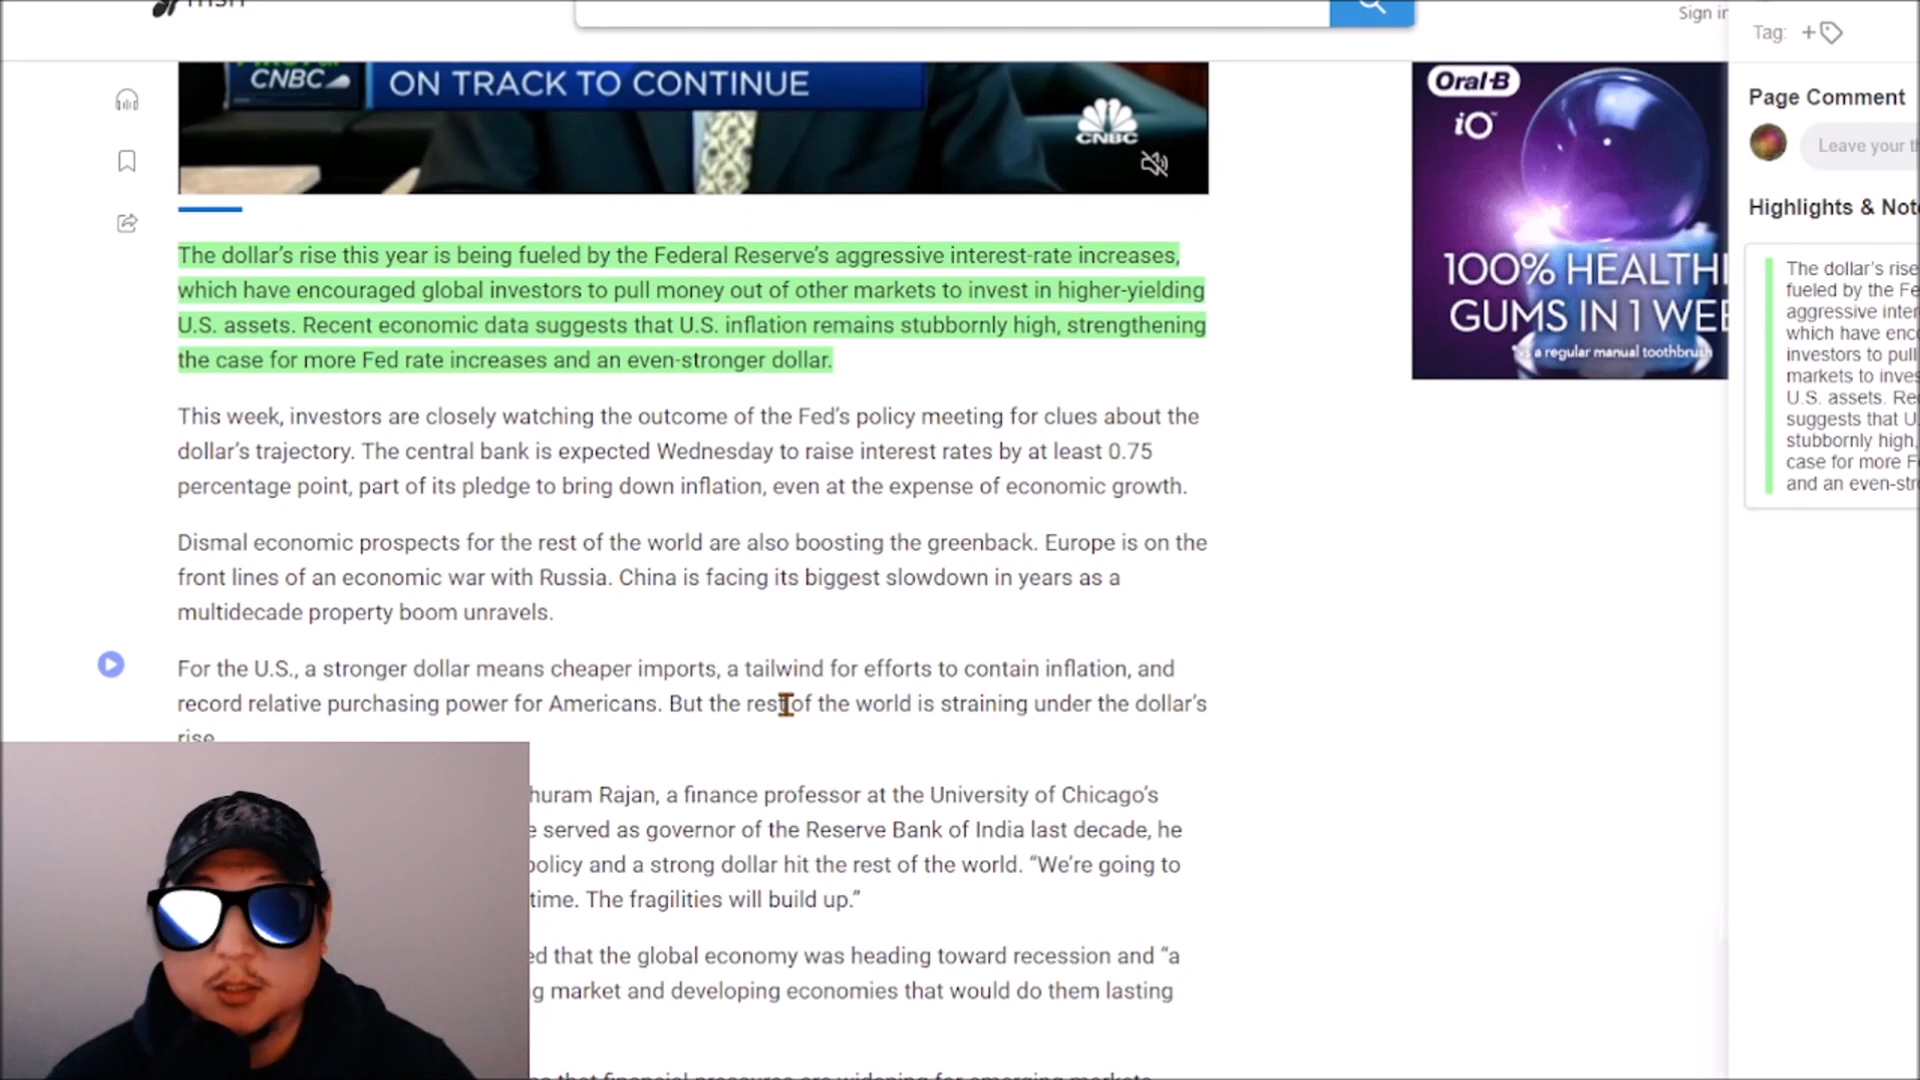 Sign in
Tag: +
CNBC
ON TRACK TO CONTINUE
CNBC
Oral-B
iO™
100% HEALTHI
GUMS IN 1 WEE
vs a regular manual toothbrush
Page Comment
Leave your th
Highlights & Not
The dollar's rise this year is being fueled by the Federal Reserve's aggressive interest-rate increases,
which have encouraged global investors to pull money out of other markets to invest in higher-yielding
U.S. assets. Recent economic data suggests that U.S. inflation remains stubbornly high, strengthening
the case for more Fed rate increases and an even-stronger dollar.
This week, investors are closely watching the outcome of the Fed's policy meeting for clues about the
dollar's trajectory. The central bank is expected Wednesday to raise interest rates by at least 0.75
percentage point, part of its pledge to bring down inflation, even at the expense of economic growth.
Dismal economic prospects for the rest of the world are also boosting the greenback. Europe is on the
front lines of an economic war with Russia. China is facing its biggest slowdown in years as a
multidecade property boom unravels.
For the U.S., a stronger dollar means cheaper imports, a tailwind for efforts to contain inflation, and
record relative purchasing power for Americans. But the rest of the world is straining under the dollar's
rise.
huram Rajan, a finance professor at the University of Chicago's
e served as governor of the Reserve Bank of India last decade, he
policy and a strong dollar hit the rest of the world. “We're going to
time. The fragilities will build up.”
ed that the global economy was heading toward recession and “a
g market and developing economies that would do them lasting
that financial pressures are widening for emerging markets
The dollar's rise
fueled by the Fe
aggressive inter
which have enc
investors to pull
markets to inves
U.S. assets. Re
suggests that U
stubbornly high,
case for more F
and an even-str